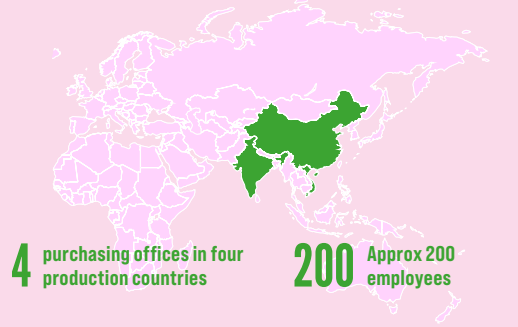 4 purchasing offices in four
production countries
200 Approx 200
employees